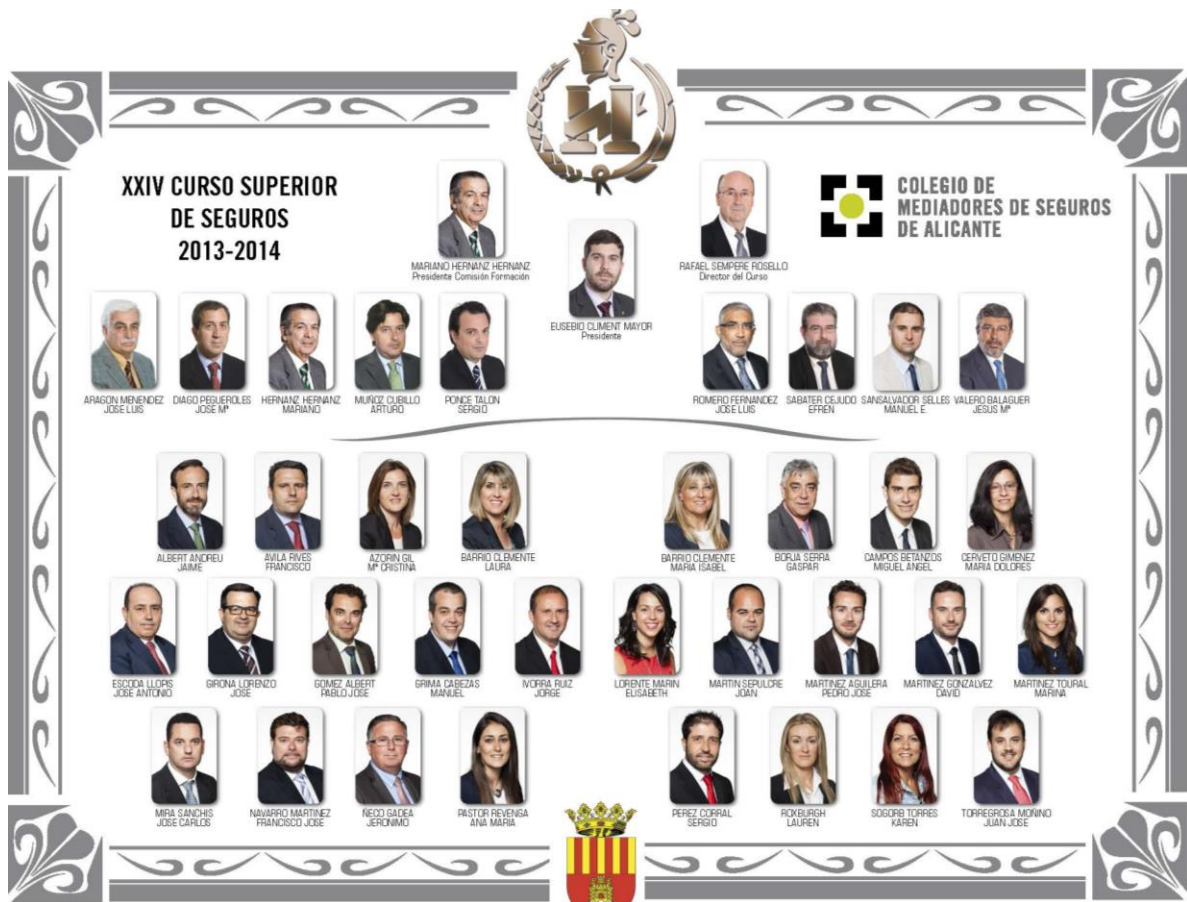 XXIV CURSO SUPERIOR
DE SEGUROS
2013-2014
COLEGIO DE
MEDIADORES DE SEGUROS
DE ALICANTE
MARIANO HERNANZ HERNANZ
Presidente Comisión Formación
EUSEBIO CLIMENT MAYOR
Presidente
RAFAEL SEMPERE ROSELLO
Director del Curso
ARAGON MENENDEZ
JOSE LUIS
DIAGO PEGUEROLES
JOSE Mª
HERNANZ HERNANZ
MARIANO
MUÑOZ CUBILLO
ARTURO
PONCE TALON
SERGIO
ROMERO FERNANDEZ
JOSE LUIS
SABATER CEJUDO
EFREN
SANSALVADOR SELLES
MANUEL E.
VALERO BALAGUER
JESUS Mª
ALBERT ANDREU
JAIME
AVILA RIVES
FRANCISCO
AZORIN GIL
Mª CRISTINA
BARRIO CLEMENTE
LAURA
BARRIO CLEMENTE
MARIA ISABEL
BORJA SERRA
GASPAR
CAMPOS BETANZOS
MIGUEL ANGEL
CERVETO GIMENEZ
MARIA DOLORES
ESCODA LLOPIS
JOSE ANTONIO
GIRONA LORENZO
JOSE
GOMEZ ALBERT
PABLO JOSE
GRIMA CABEZAS
MANUEL
IVORRA RUIZ
JORGE
LORENTE MARIN
ELISABETH
MARTIN SEPULCRE
JOAN
MARTINEZ AGUILERA
PEDRO JOSE
MARTINEZ GONZALVEZ
DAVID
MARTINEZ TOURAL
MARINA
MIRA SANCHIS
JOSE CARLOS
NAVARRO MARTINEZ
FRANCISCO JOSE
ÑECO GADEA
JERONIMO
PASTOR REVENGA
ANA MARIA
PEREZ CORRAL
SERGIO
ROXBURGH
LAUREN
SOGORB TORRES
KAREN
TORREGROSA MOÑINO
JUAN JOSE